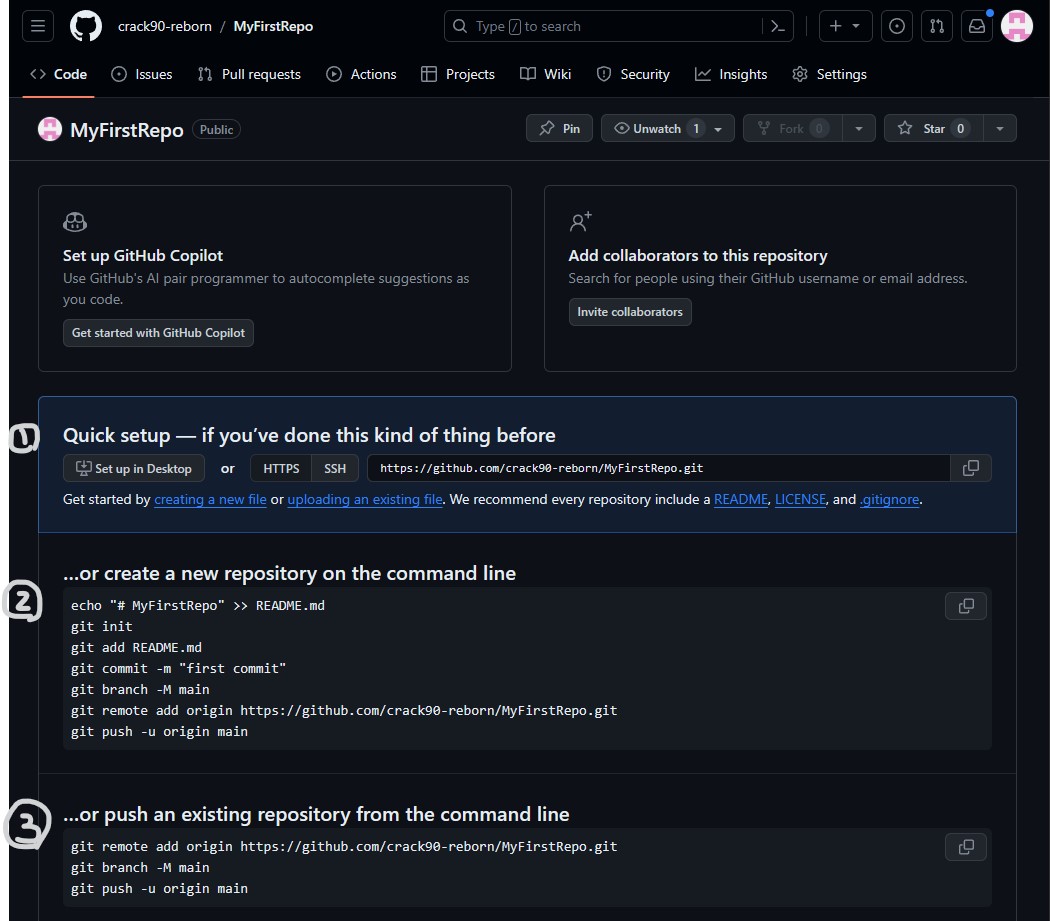 crack90-reborn / MyFirstRepo
Type / to search
Code Issues Pull requests Actions Projects Wiki Security Insights Settings
MyFirstRepo Public
Pin Unwatch 1 Fork 0 Star 0
Set up GitHub Copilot
Use GitHub's AI pair programmer to autocomplete suggestions as
you code.
Get started with GitHub Copilot
Add collaborators to this repository
Search for people using their GitHub username or email address.
Invite collaborators
1
Quick setup — if you’ve done this kind of thing before
Set up in Desktop or HTTPS SSH https://github.com/crack90-reborn/MyFirstRepo.git
Get started by creating a new file or uploading an existing file. We recommend every repository include a README, LICENSE, and .gitignore.
2
…or create a new repository on the command line
echo "# MyFirstRepo" >> README.md
git init
git add README.md
git commit -m "first commit"
git branch -M main
git remote add origin https://github.com/crack90-reborn/MyFirstRepo.git
git push -u origin main
3
…or push an existing repository from the command line
git remote add origin https://github.com/crack90-reborn/MyFirstRepo.git
git branch -M main
git push -u origin main